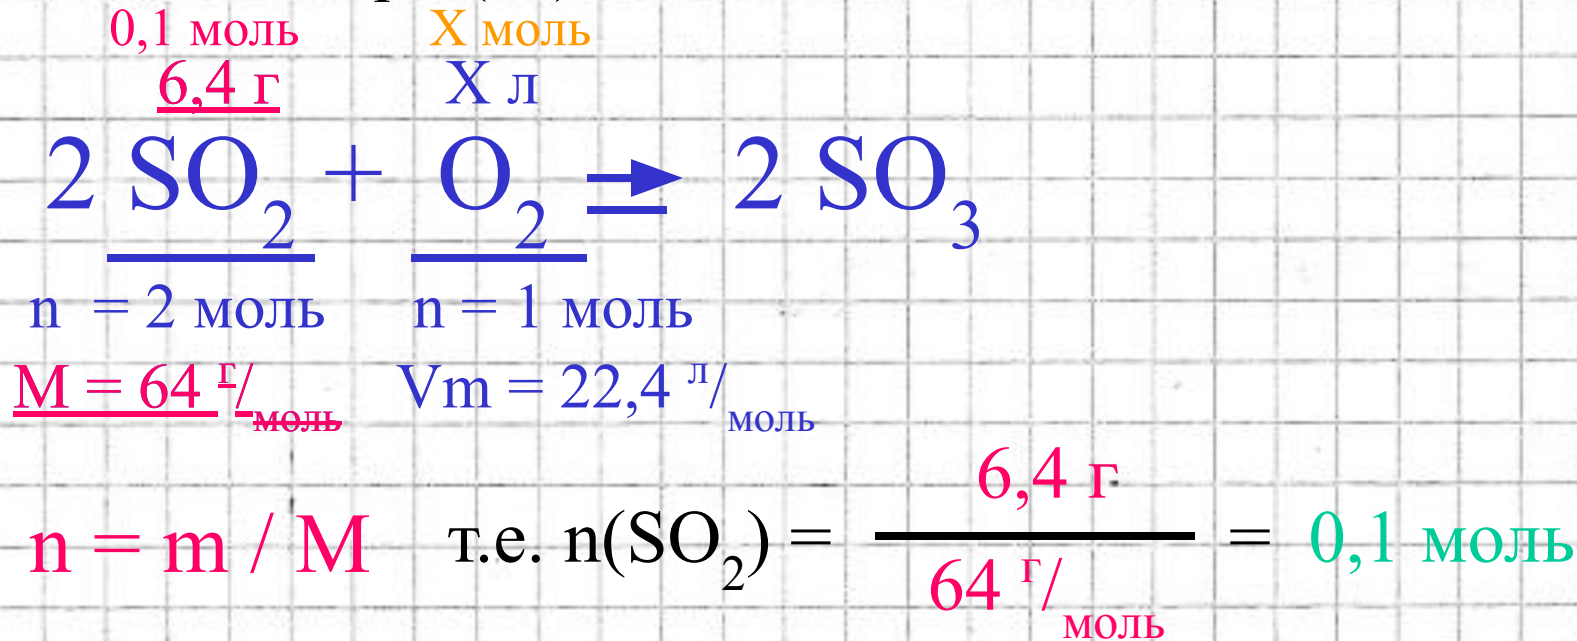 0,1 моль X моль
6,4 г X л
2 SO₂ + O₂ ⇒ 2 SO₃
n = 2 моль n = 1 моль
M = 64 г/моль Vm = 22,4 л/моль
6,4 г
n = m / M т.е. n(SO₂) = = 0,1 моль
64 г/моль